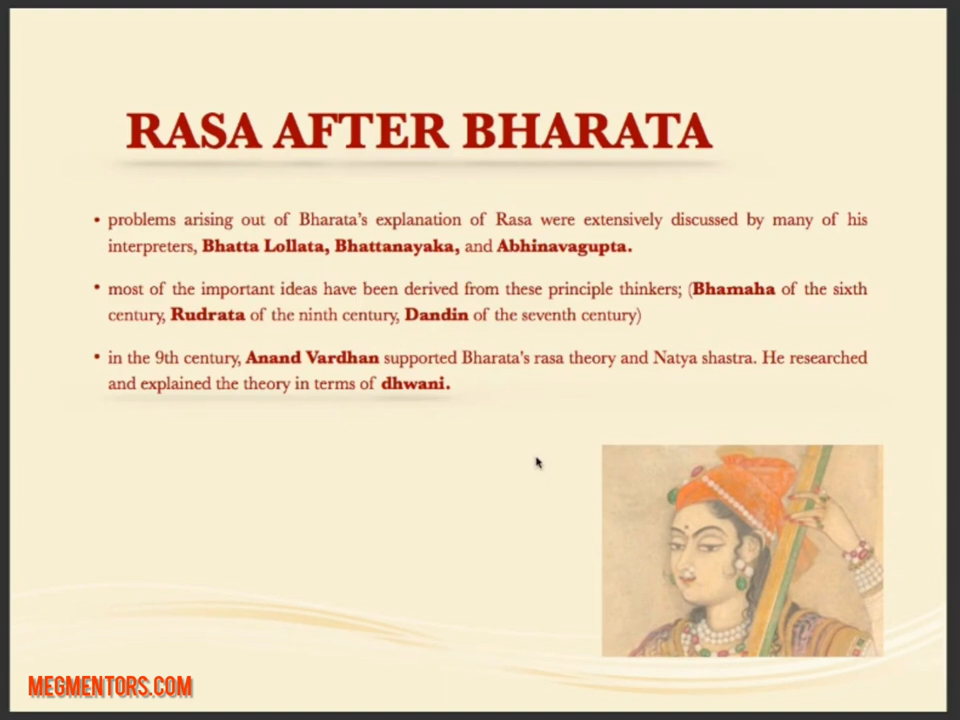 RASA AFTER BHARATA
• problems arising out of Bharata's explanation of Rasa were extensively discussed by many of his
interpreters, Bhatta Lollata, Bhattanayaka, and Abhinavagupta.
• most of the important ideas have been derived from these principle thinkers; (Bhamaha of the sixth
century, Rudrata of the ninth century, Dandin of the seventh century)
• in the 9th century, Anand Vardhan supported Bharata's rasa theory and Natya shastra. He researched
and explained the theory in terms of dhwani.
MEGMENTORS.COM